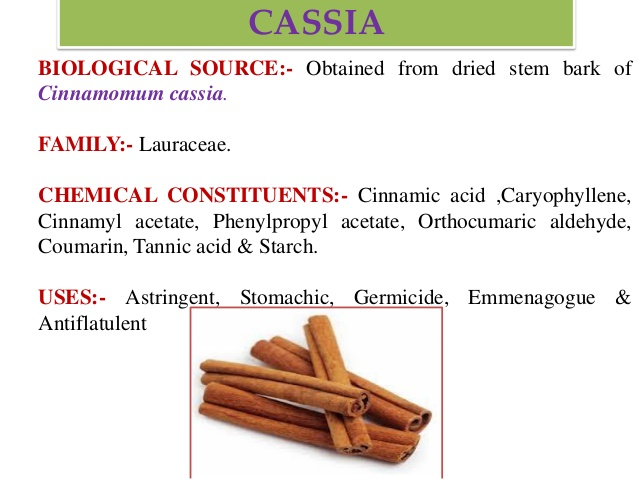 CASSIA
BIOLOGICAL SOURCE:- Obtained from dried stem bark of
Cinnamomum cassia.
FAMILY:- Lauraceae.
CHEMICAL CONSTITUENTS:- Cinnamic acid ,Caryophyllene,
Cinnamyl acetate, Phenylpropyl acetate, Orthocumaric aldehyde,
Coumarin, Tannic acid & Starch.
USES:- Astringent, Stomachic, Germicide, Emmenagogue &
Antiflatulent